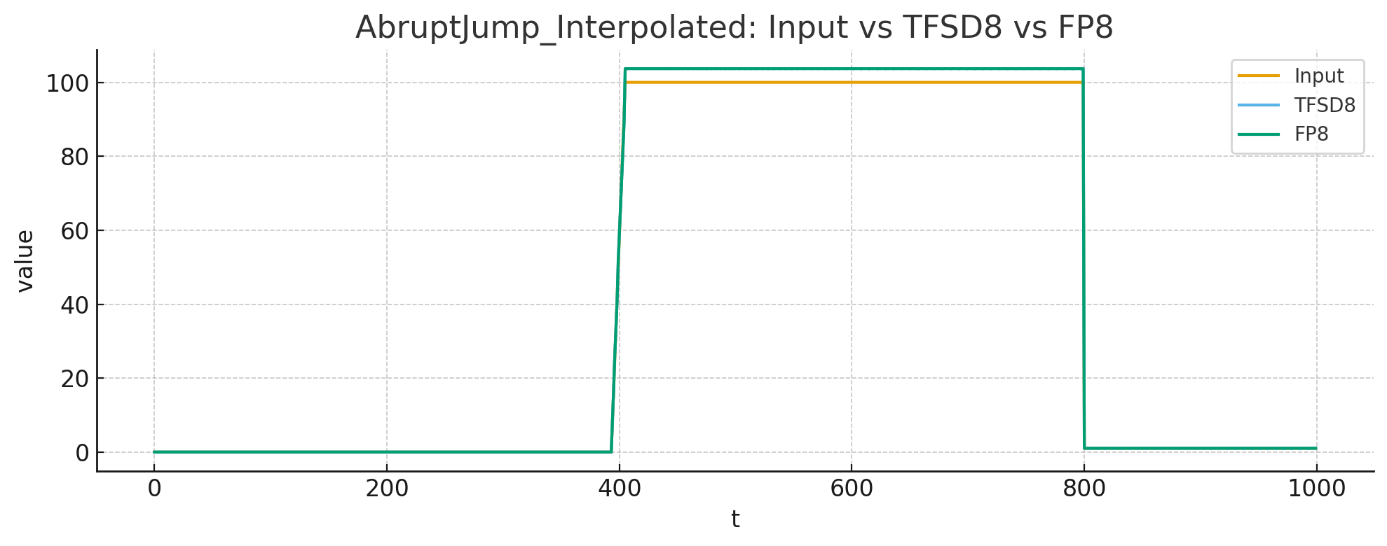 AbruptJump_Interpolated: Input vs TFSD8 vs FP8
100
80
60
40
20
0
value
Input
TFSD8
FP8
0 200 400 600 800 1000
t